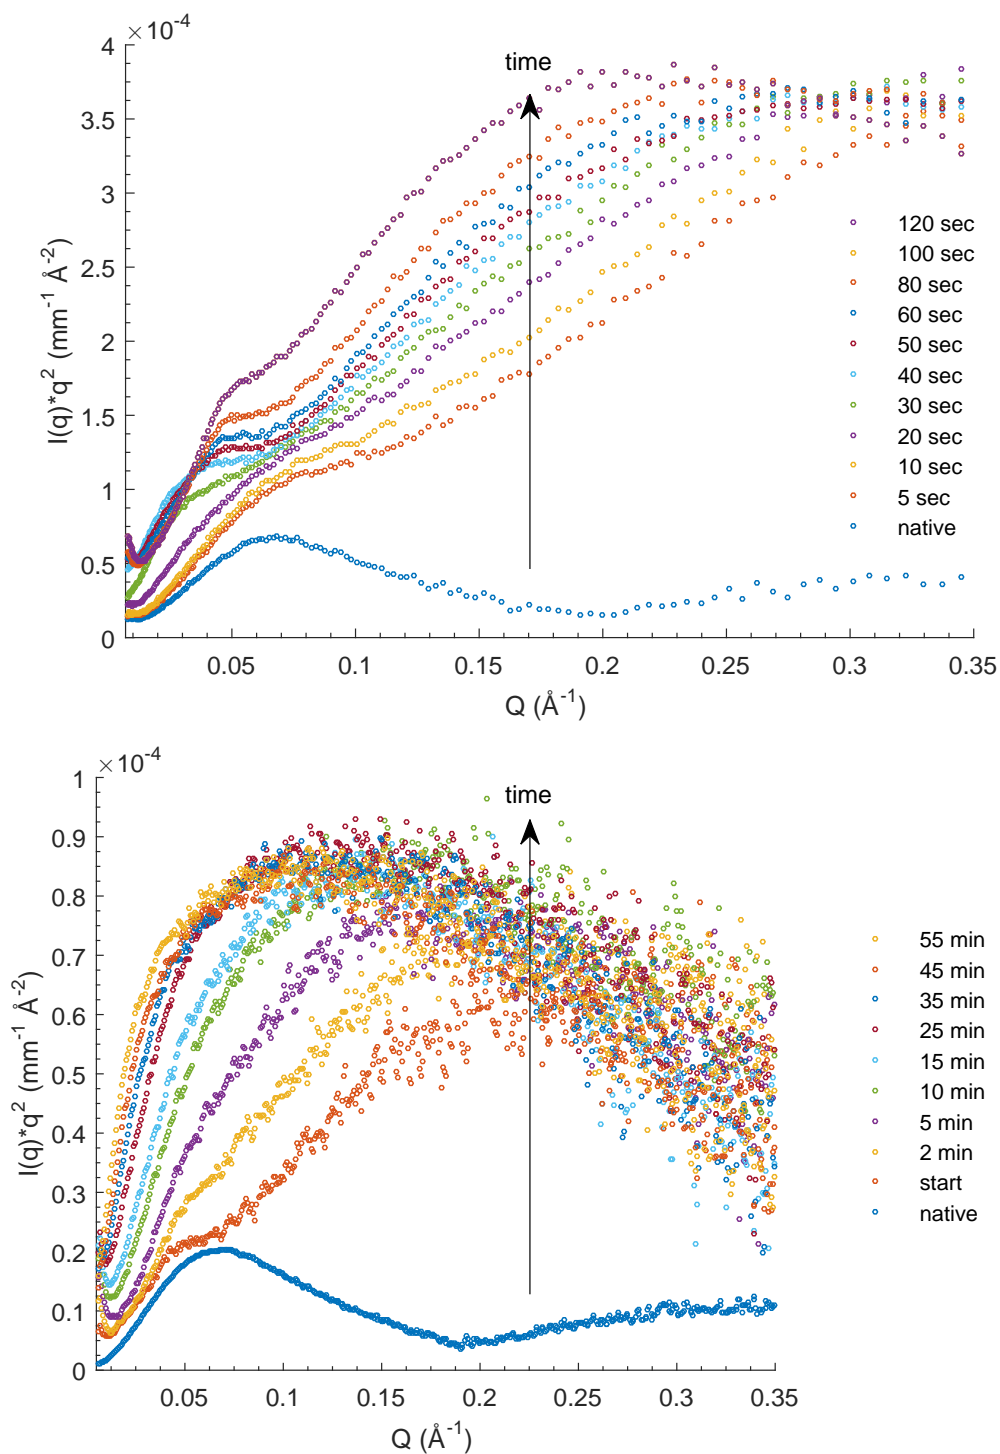 ×10-4
4
3.5
3
2.5
2
1.5
1
0.5
0
I(q)*q2 (mm-1 Å-2)
time
120 sec
100 sec
80 sec
60 sec
50 sec
40 sec
30 sec
20 sec
10 sec
5 sec
native
0.05 0.1 0.15 0.2 0.25 0.3 0.35
Q (Å-1)
×10-4
1
0.9
0.8
0.7
0.6
0.5
0.4
0.3
0.2
0.1
0
I(q)*q2 (mm-1 Å-2)
time
55 min
45 min
35 min
25 min
15 min
10 min
5 min
2 min
start
native
0.05 0.1 0.15 0.2 0.25 0.3 0.35
Q (Å-1)